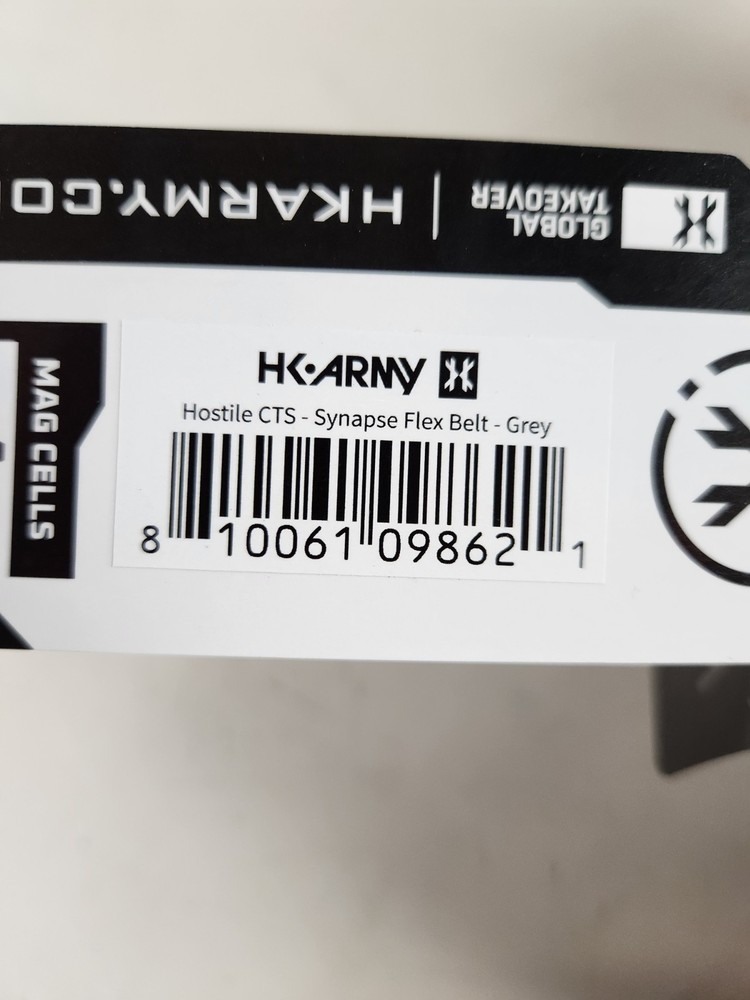 HKARMY.CO
GLOBAL
TAKEOVER
MAG CELLS
HK·ARMY
Hostile CTS - Synapse Flex Belt - Grey
8 10061 09862 1